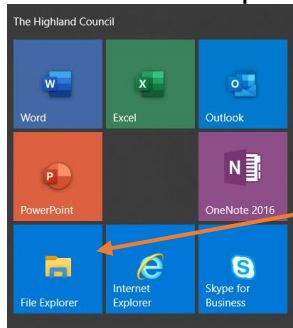 The Highland Council
W
X
O
Word
Excel
Outlook
P
N
PowerPoint
OneNote 2016
File Explorer
Internet
Explorer
S
Skype for
Business